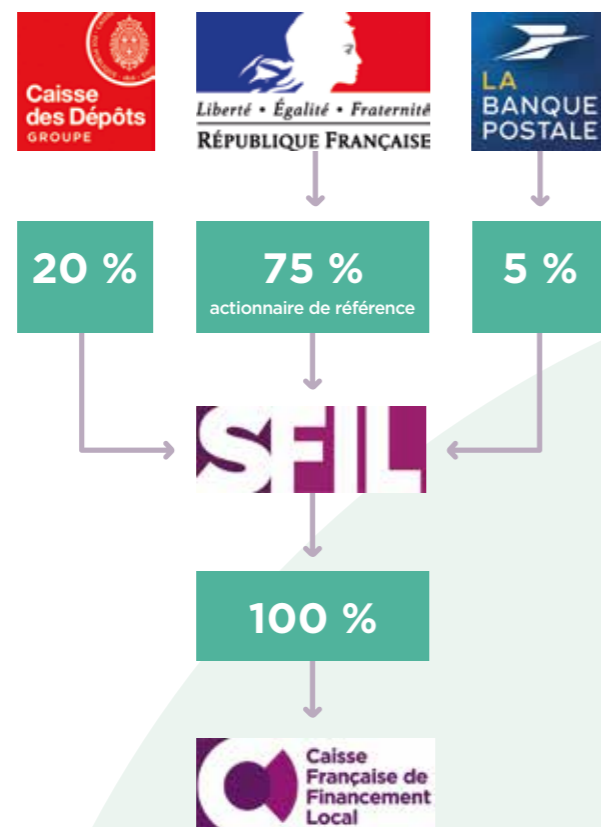 Caisse
des Dépôts
GROUPE
Liberté • Égalité • Fraternité
RÉPUBLIQUE FRANÇAISE
LA
BANQUE
POSTALE
20 %
75 %
actionnaire de référence
5 %
SFIL
100 %
Caisse
Française de
Financement
Local